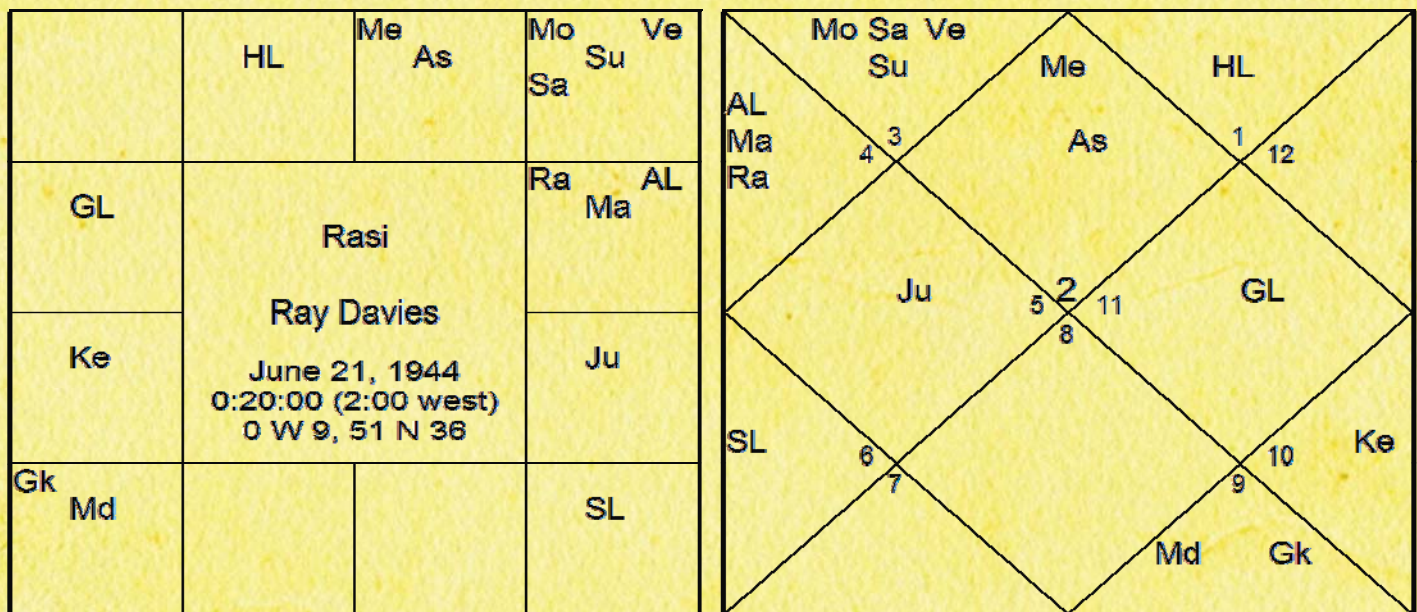 HL
Me
As
Mo Ve
Su
Sa
GL
Rasi
Ray Davies
June 21, 1944
0:20:00 (2:00 west)
0 W 9, 51 N 36
Ra AL
Ma
Ke
Ju
Gk
Md
SL
Mo Sa Ve
Su
Me
HL
AL
Ma
Ra
As
3
4
1
12
Ju
GL
5
2
11
8
SL
Ke
6
7
10
9
Md Gk